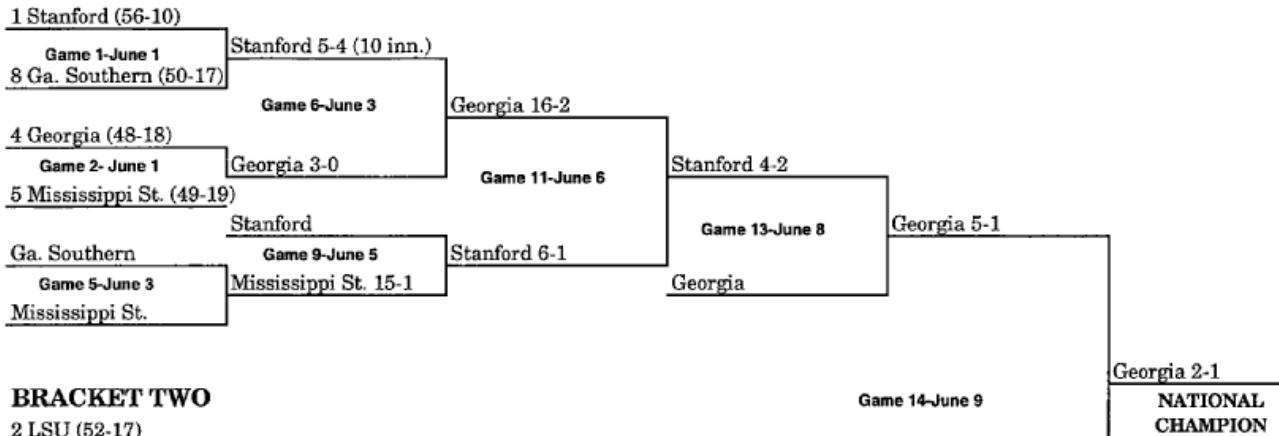 1 Stanford (56-10)
Game 1-June 1
8 Ga. Southern (50-17)
Stanford 5-4 (10 inn.)
Game 6-June 3
4 Georgia (48-18)
Game 2- June 1
5 Mississippi St. (49-19)
Georgia 3-0
Georgia 16-2
Game 11-June 6
Stanford
Game 9-June 5
Ga. Southern
Game 5-June 3
Mississippi St.
Mississippi St. 15-1
Stanford 6-1
Stanford 4-2
Game 13-June 8
Georgia
Georgia 5-1
Game 14-June 9
Georgia 2-1
NATIONAL
CHAMPION
BRACKET TWO
2 LSU (52-17)